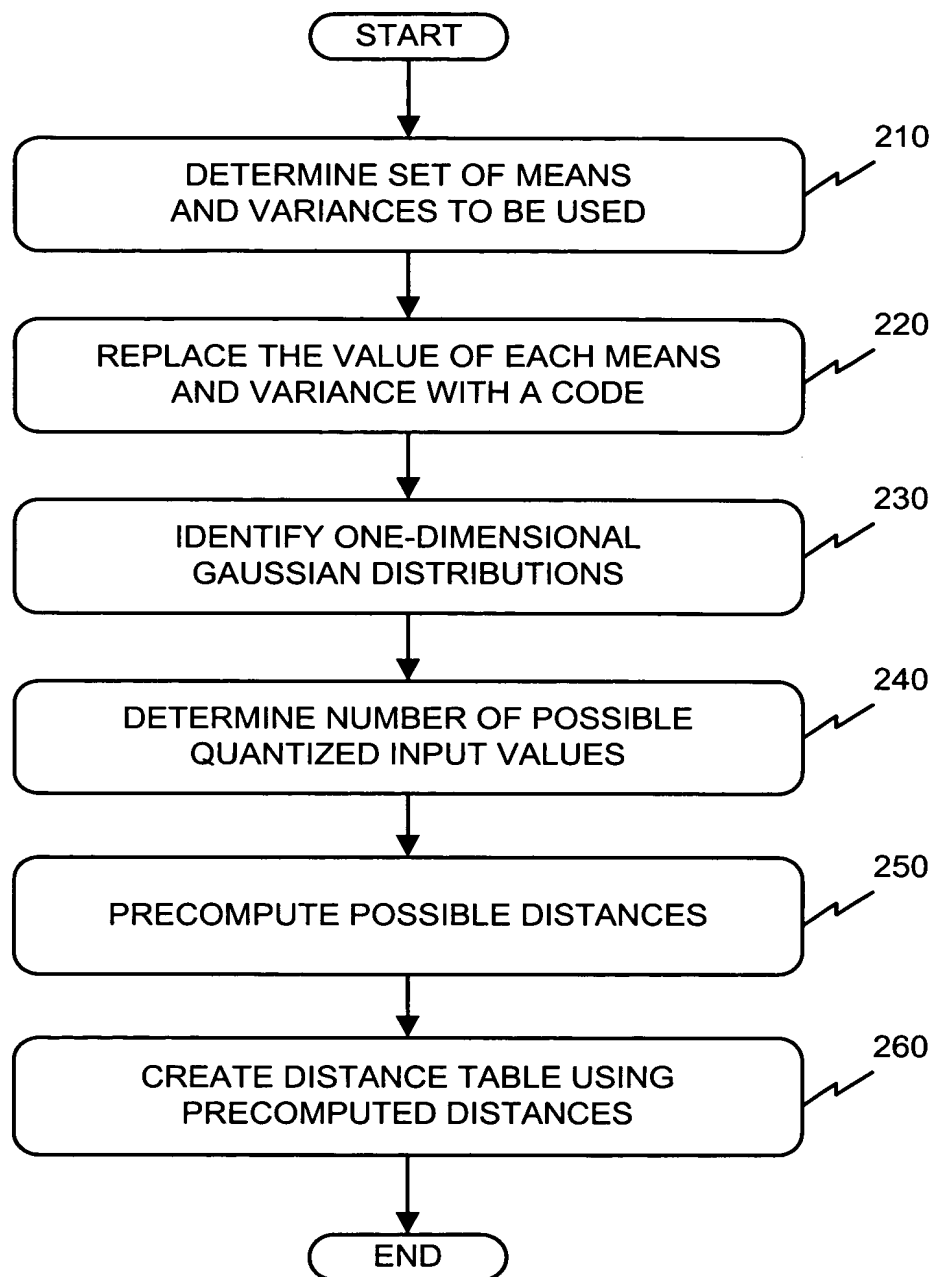 START
210
DETERMINE SET OF MEANS
AND VARIANCES TO BE USED
220
REPLACE THE VALUE OF EACH MEANS
AND VARIANCE WITH A CODE
230
IDENTIFY ONE-DIMENSIONAL
GAUSSIAN DISTRIBUTIONS
240
DETERMINE NUMBER OF POSSIBLE
QUANTIZED INPUT VALUES
250
PRECOMPUTE POSSIBLE DISTANCES
260
CREATE DISTANCE TABLE USING
PRECOMPUTED DISTANCES
END